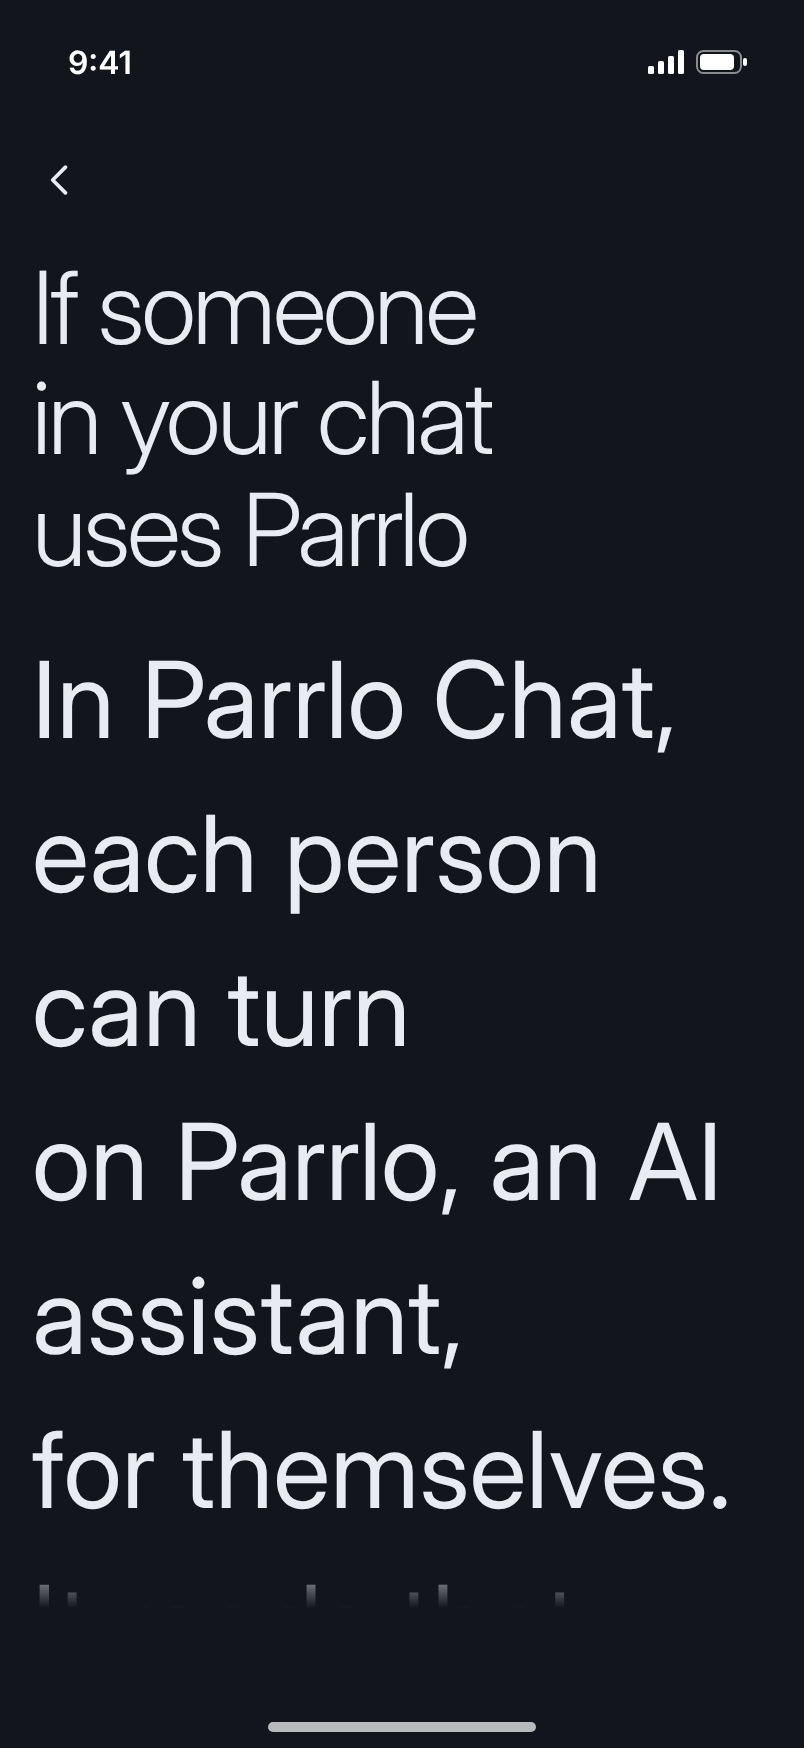 9:41
If someone
in your chat
uses Parrlo
In Parrlo Chat,
each person
can turn
on Parrlo, an AI
assistant,
for themselves.